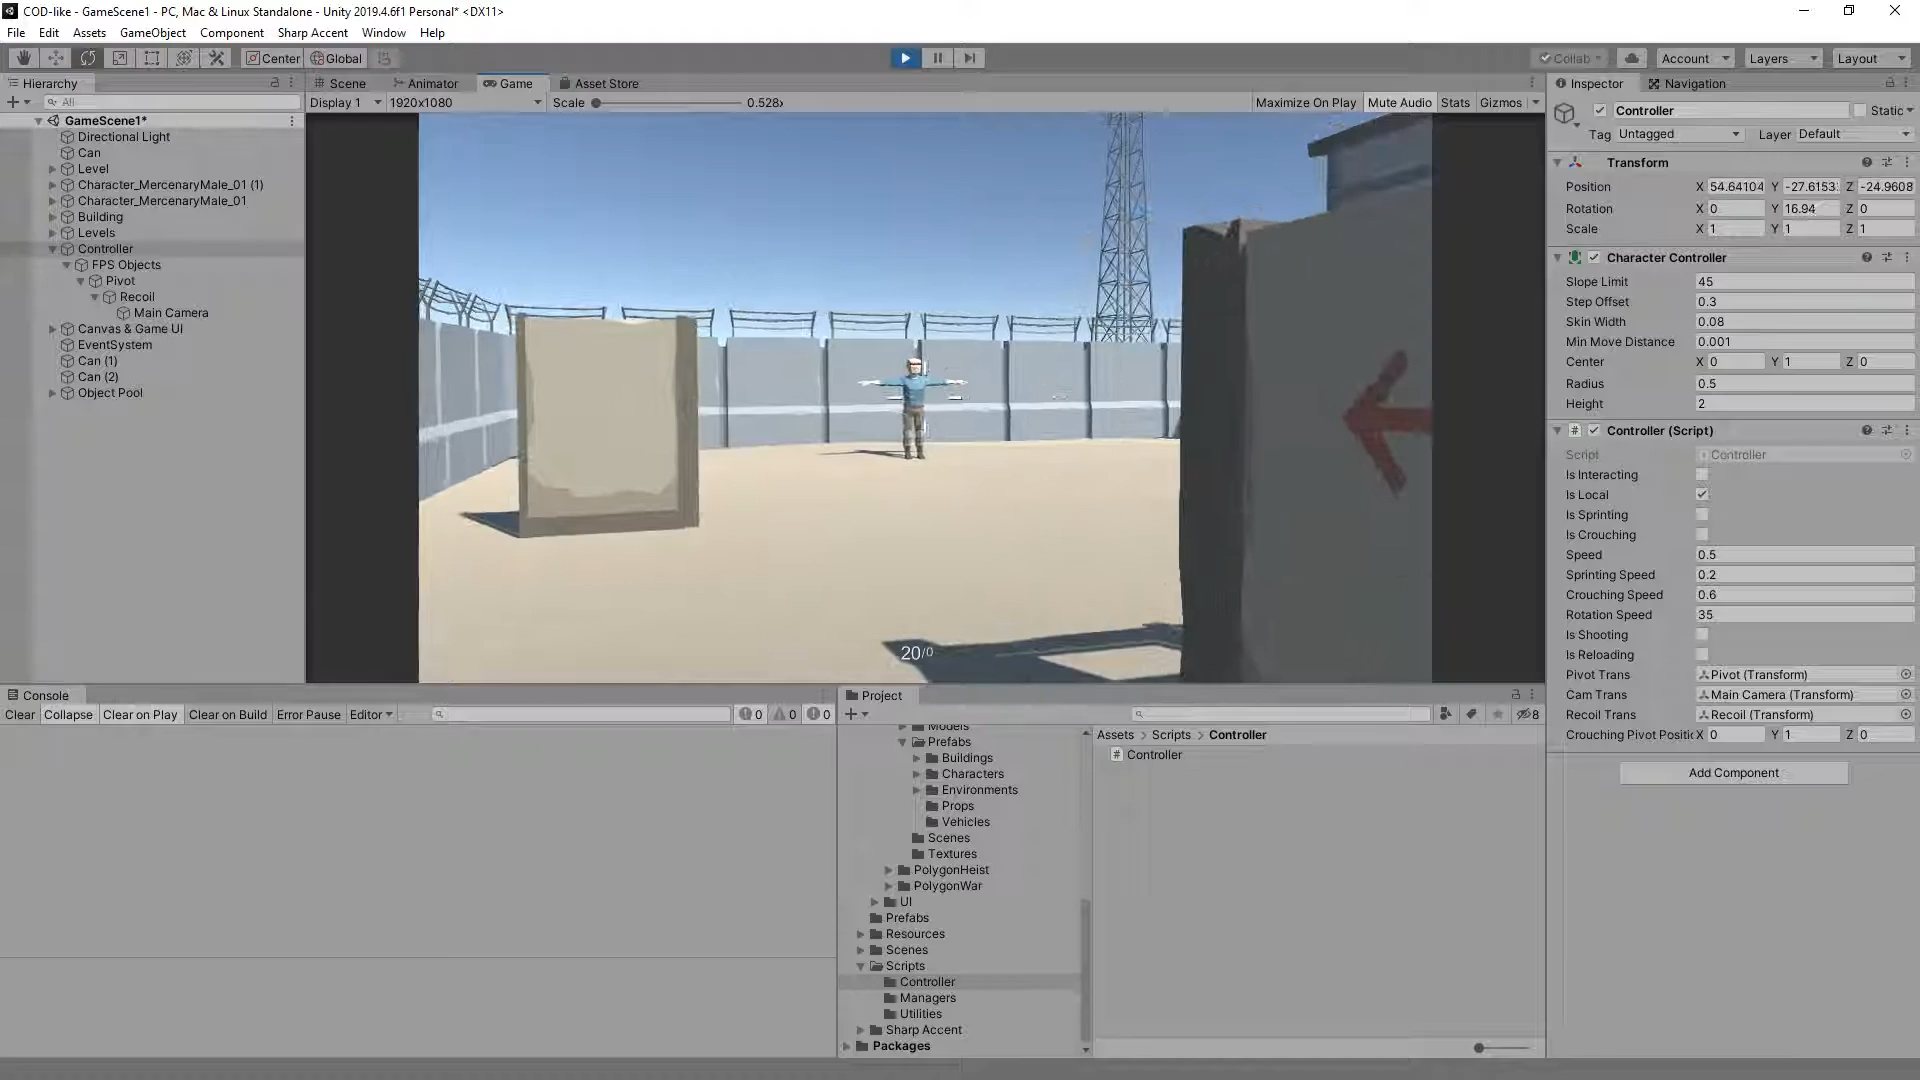 COD-like - GameScene1 - PC, Mac & Linux Standalone - Unity 2019.4.6f1 Personal* <DX11>
File Edit Assets GameObject Component Sharp Accent Window Help
Center Global Collab Account Layers Layout
Hierarchy
All
GameScene1*
Directional Light
Can
Level
Character_MercenaryMale_01 (1)
Character_MercenaryMale_01
Building
Levels
Controller
FPS Objects
Pivot
Recoil
Main Camera
Canvas & Game UI
EventSystem
Can (1)
Can (2)
Object Pool
Scene Animator Game Asset Store
Display 1 1920x1080 Scale 0.528x Maximize On Play Mute Audio Stats Gizmos
20/0
Inspector Navigation
Controller Static
Tag Untagged Layer Default
Transform
Position X 54.64104 Y -27.6153 Z -24.9608
Rotation X 0 Y 16.94 Z 0
Scale X 1 Y 1 Z 1
Character Controller
Slope Limit 45
Step Offset 0.3
Skin Width 0.08
Min Move Distance 0.001
Center X 0 Y 1 Z 0
Radius 0.5
Height 2
# Controller (Script)
Script Controller
Is Interacting
Is Local
Is Sprinting
Is Crouching
Speed 0.5
Sprinting Speed 0.2
Crouching Speed 0.6
Rotation Speed 35
Is Shooting
Is Reloading
Pivot Trans Pivot (Transform)
Cam Trans Main Camera (Transform)
Recoil Trans Recoil (Transform)
Crouching Pivot Positic X 0 Y 1 Z 0
Add Component
Console
Clear Collapse Clear on Play Clear on Build Error Pause Editor 0 0 0
Project
8
Models
Prefabs
Buildings
Characters
Environments
Props
Vehicles
Scenes
Textures
PolygonHeist
PolygonWar
UI
Prefabs
Resources
Scenes
Scripts
Controller
Managers
Utilities
Sharp Accent
Packages
Assets > Scripts > Controller
# Controller